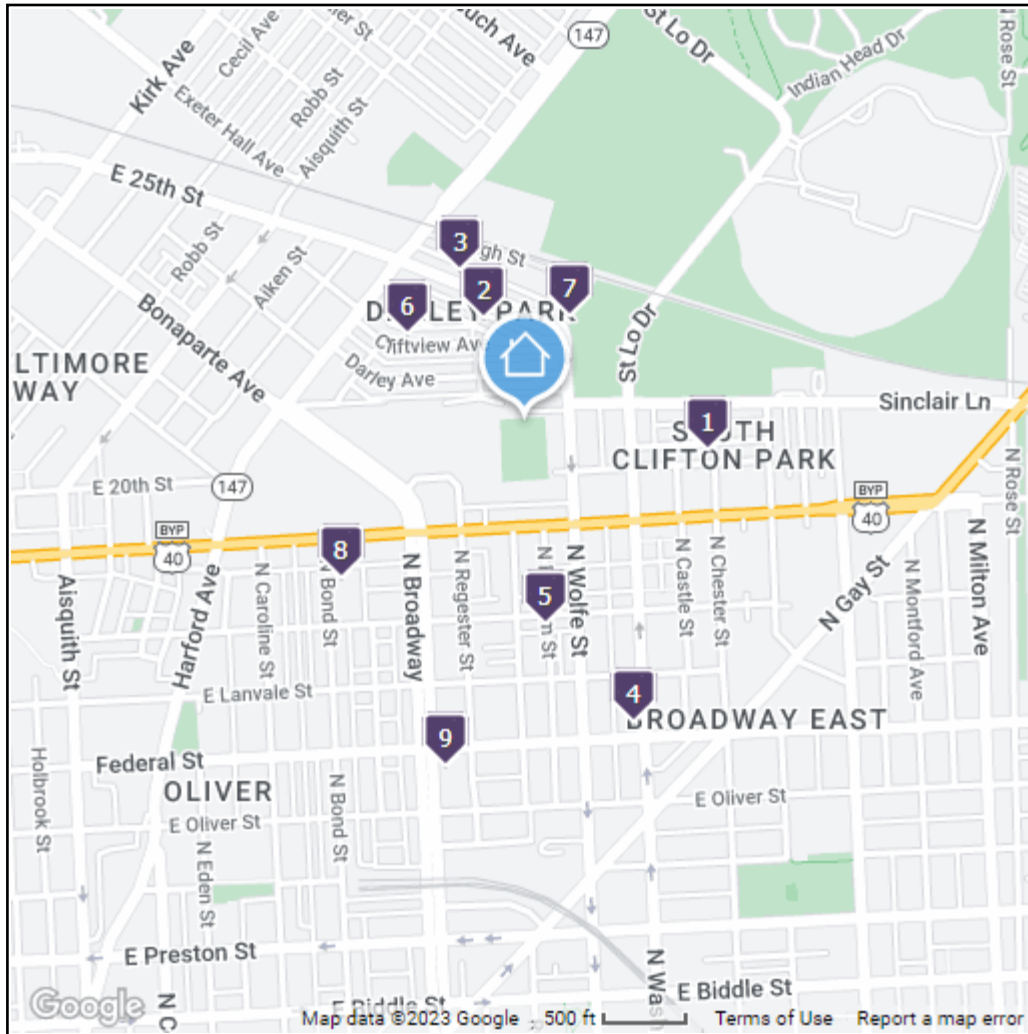 St Lo Dr
147
Kirk Ave
Cecil Ave
Robb St
Exeter Hall Ave
Robb St
Aisquith St
Indian Head Dr
N Rose St
E 25th St
Robb St
Aiken St
3
2
7
6
Bonaparte Ave
Darley Ave
St Lo Dr
LTIMORE
WAY
Sinclair Ln
1
CLIFTON PARK
N Rose St
E 20th St
147
BYP
40
BYP
40
8
Aisquith St
Harford Ave
N Caroline St
N Bond St
N Broadway
N Regester St
5
N Wolfe St
N Castle St
N Chester St
N Gay St
N Montford Ave
N Milton Ave
E Lanvale St
4
BROADWAY EAST
9
Federal St
OLIVER
Holbrook St
N Bond St
E Oliver St
E Oliver St
N Eden St
E Preston St
E Biddle St
E Biddle St
Google
Map data ©2023 Google
500 ft
Terms of Use
Report a map error